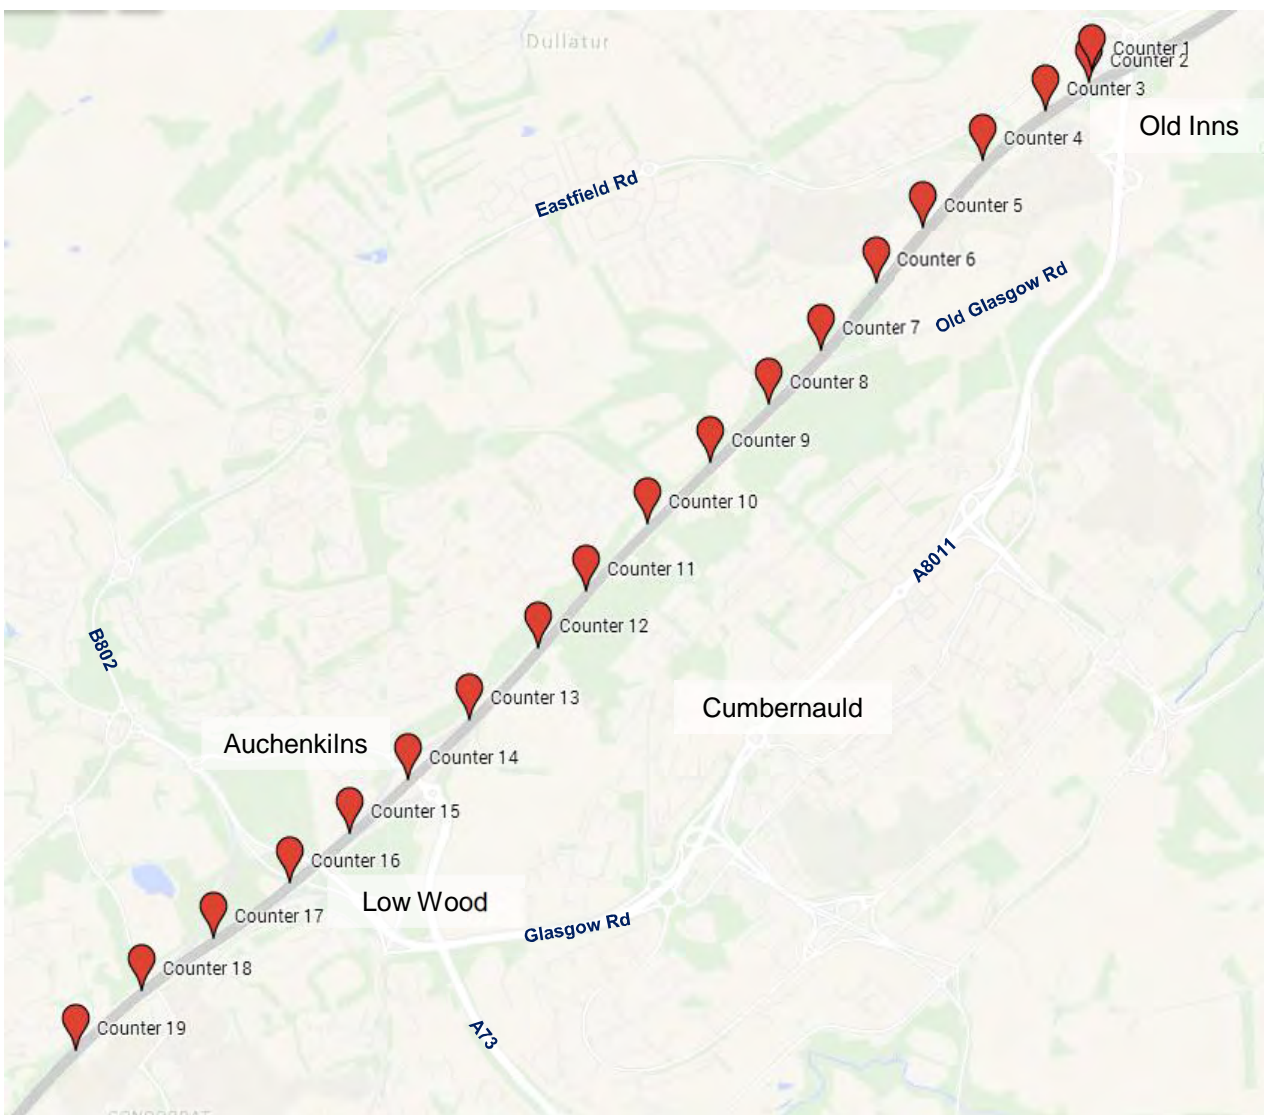 Dullatur
Counter 1
Counter 2
Counter 3
Old Inns
Counter 4
Eastfield Rd
Counter 5
Counter 6
Old Glasgow Rd
Counter 7
Counter 8
Counter 9
Counter 10
A8011
Counter 11
Counter 12
B802
Counter 13
Cumbernauld
Auchenkilns
Counter 14
Counter 15
Counter 16
Low Wood
Counter 17
Glasgow Rd
Counter 18
Counter 19
A73